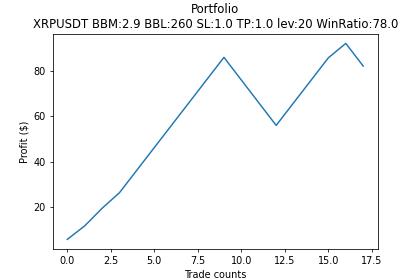 Portfolio
XRPUSDT BBM:2.9 BBL:260 SL:1.0 TP:1.0 lev:20 WinRatio:78.0
Profit ($)
80
60
40
20
0.0 2.5 5.0 7.5 10.0 12.5 15.0 17.5
Trade counts